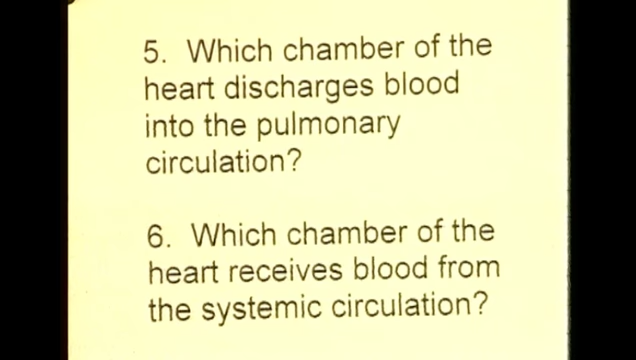 5. Which chamber of the
heart discharges blood
into the pulmonary
circulation?
6. Which chamber of the
heart receives blood from
the systemic circulation?